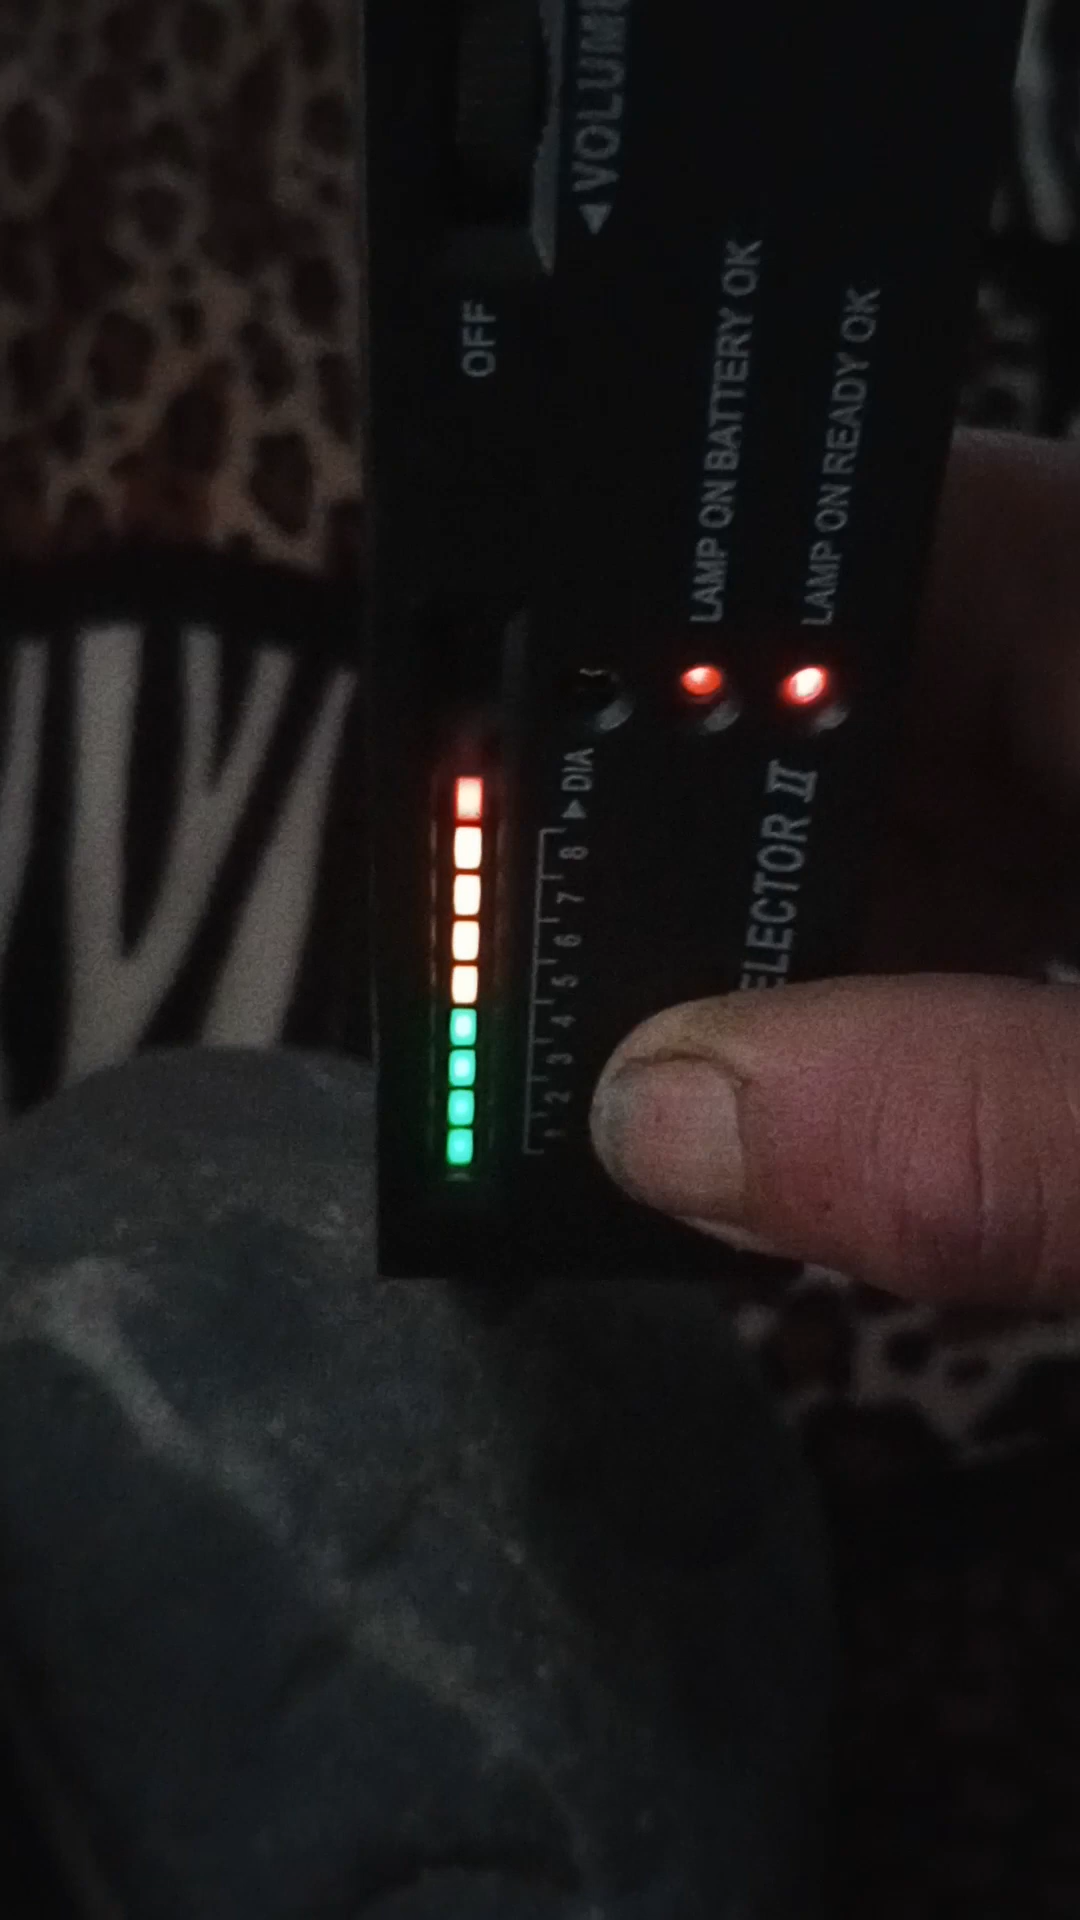 ◄ VOLUME
OFF
LAMP ON BATTERY OK
LAMP ON READY OK
1 2 3 4 5 6 7 8 ►DIA
ELECTOR II